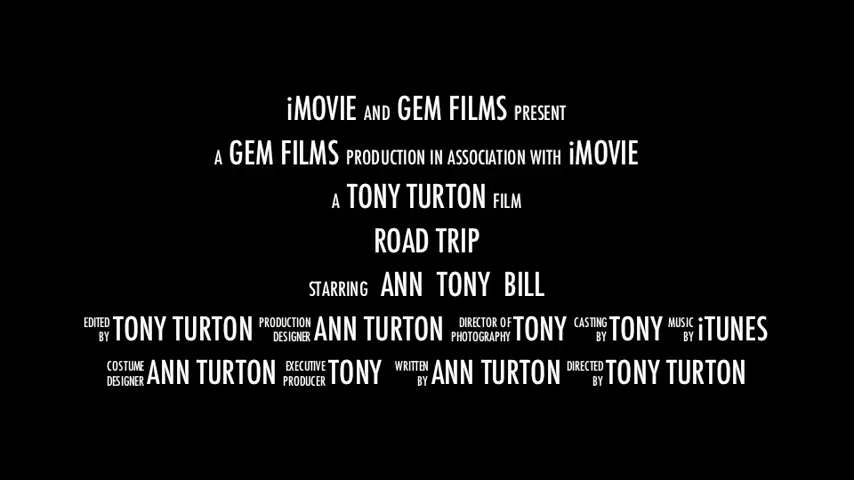 iMOVIE AND GEM FILMS PRESENT
A GEM FILMS PRODUCTION IN ASSOCIATION WITH iMOVIE
A TONY TURTON FILM
ROAD TRIP
STARRING ANN TONY BILL
EDITED BY TONY TURTON PRODUCTION DESIGNER ANN TURTON DIRECTOR OF PHOTOGRAPHY TONY CASTING BY TONY MUSIC BY iTUNES
COSTUME DESIGNER ANN TURTON EXECUTIVE PRODUCER TONY WRITTEN BY ANN TURTON DIRECTED BY TONY TURTON